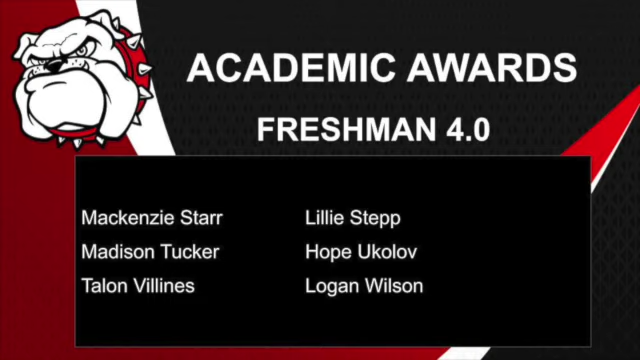 ACADEMIC AWARDS
FRESHMAN 4.0
Mackenzie Starr
Lillie Stepp
Madison Tucker
Hope Ukolov
Talon Villines
Logan Wilson